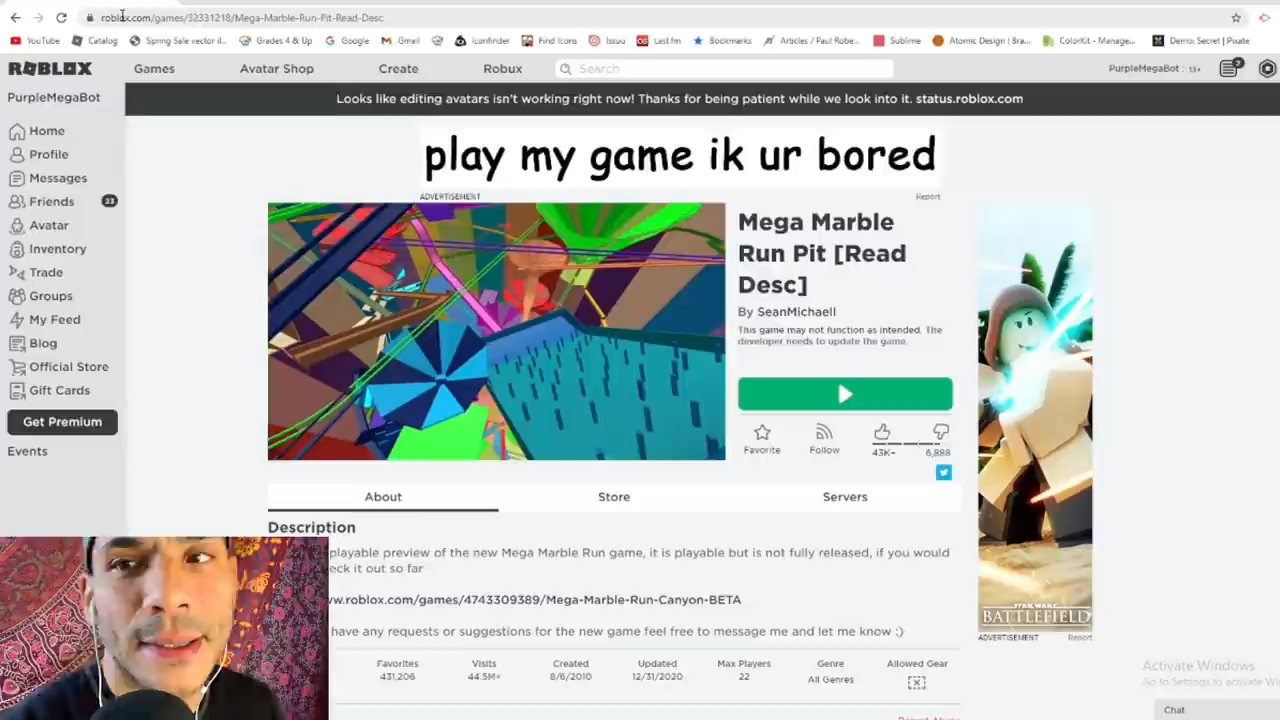 roblox.com/games/32331218/Mega-Marble-Run-Pit-Read-Desc
YouTube Catalog Spring Sale vector il... Grades 4 & Up Google Gmail Iconfinder Find Icons Issuu Last fm Bookmarks Articles / Paul Robe... Sublime Atomic Design | Bra... ColorKit - Manage... Demo: Secret | Pixate
ROBLOX Games Avatar Shop Create Robux Search PurpleMegaBot : 13+
PurpleMegaBot
Looks like editing avatars isn't working right now! Thanks for being patient while we look into it. status.roblox.com
Home
Profile
Messages
Friends 23
Avatar
Inventory
Trade
Groups
My Feed
Blog
Official Store
Gift Cards
Get Premium
Events
play my game ik ur bored
ADVERTISEMENT Report
Mega Marble
Run Pit [Read
Desc]
By SeanMichaell
This game may not function as intended. The
developer needs to update the game.
Favorite Follow 43K+ 6,888
About Store Servers
Description
playable preview of the new Mega Marble Run game, it is playable but is not fully released, if you would
eck it out so far
w.roblox.com/games/4743309389/Mega-Marble-Run-Canyon-BETA
have any requests or suggestions for the new game feel free to message me and let me know :)
Favorites Visits Created Updated Max Players Genre Allowed Gear
431,206 44.5M+ 8/6/2010 12/31/2020 22 All Genres
STAR WARS
BATTLEFIELD
ADVERTISEMENT Report
Activate Windows
Go to Settings to activate Wi
Chat